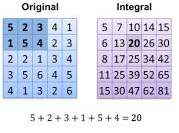 Original Integral
5 2 3 4 1 5 7 10 14 15
1 5 4 2 3 6 13 20 26 30
2 2 1 3 4 8 17 25 34 42
3 5 6 4 5 11 25 39 52 65
4 1 3 2 6 15 30 47 62 81
5 + 2 + 3 + 1 + 5 + 4 = 20